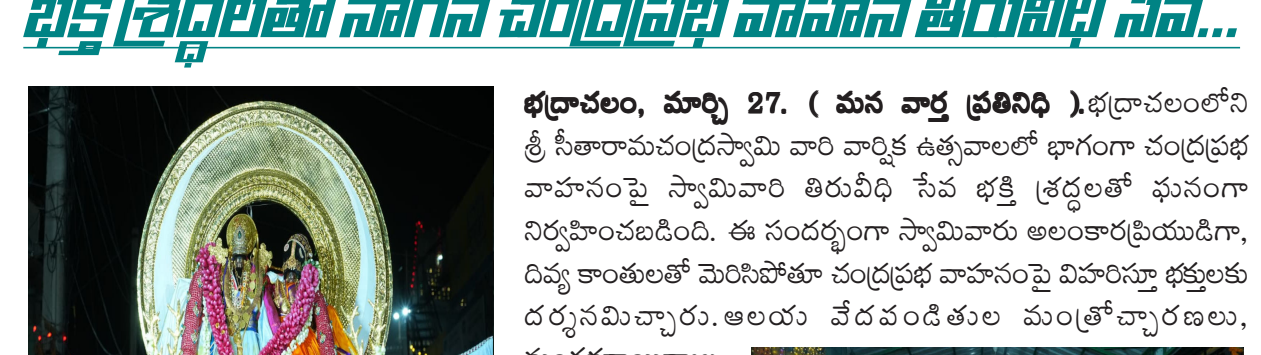 భక్తి శ్రద్ధలతో సాగిన చంద్రప్రభ వాహన తిరువీధి సేవ...
భద్రాచలం, మార్చి 27. ( మన వార్త ప్రతినిధి ).భద్రాచలంలోని
శ్రీ సీతారామచంద్రస్వామి వారి వార్షిక ఉత్సవాలలో భాగంగా చంద్రప్రభ
వాహనంపై స్వామివారి తిరువీధి సేవ భక్తి శ్రద్ధలతో ఘనంగా
నిర్వహించబడింది. ఈ సందర్భంగా స్వామివారు అలంకారప్రియుడిగా,
దివ్య కాంతులతో మెరిసిపోతూ చంద్రప్రభ వాహనంపై విహరిస్తూ భక్తులకు
దర్శనమిచ్చారు. ఆలయ వేదపండితుల మంత్రోచ్చారణలు,